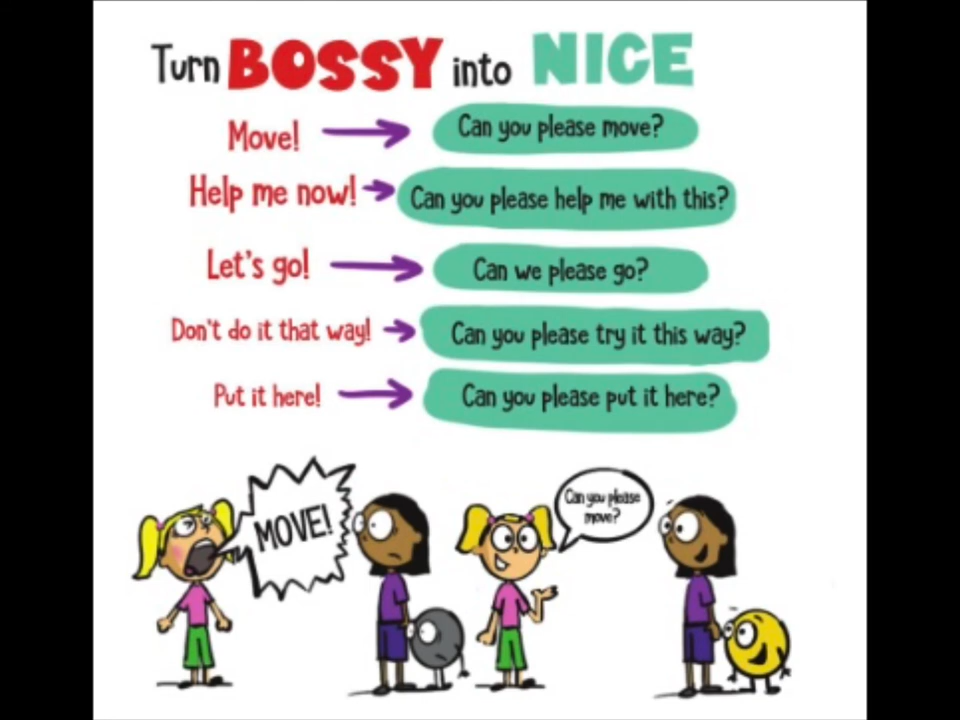 Turn BOSSY into NICE
Move!
Can you please move?
Help me now!
Can you please help me with this?
Let's go!
Can we please go?
Don't do it that way!
Can you please try it this way?
Put it here!
Can you please put it here?
MOVE!
Can you please
move?